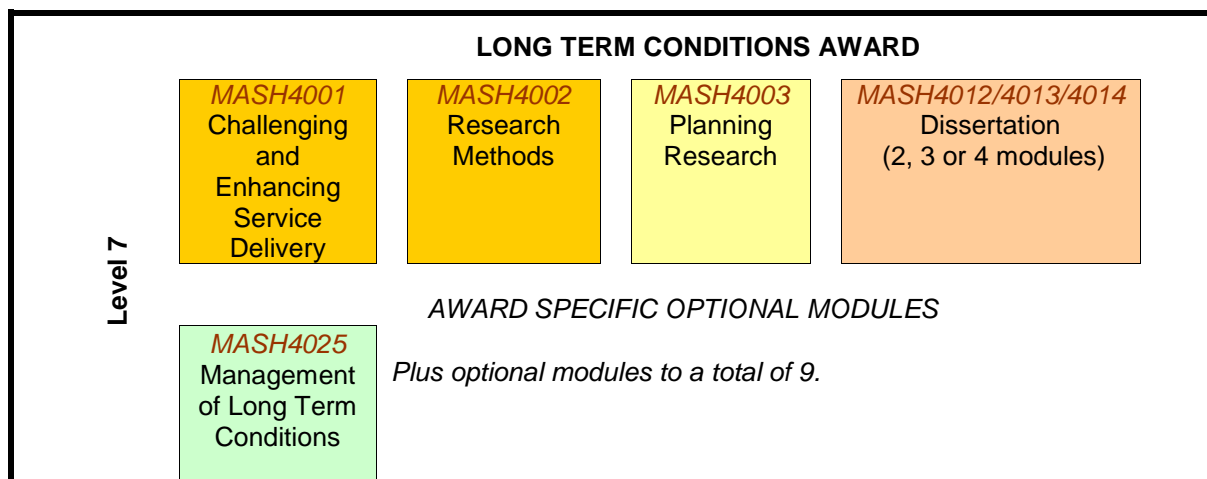 LONG TERM CONDITIONS AWARD
MASH4001
Challenging
and
Enhancing
Service
Delivery
MASH4002
Research
Methods
MASH4003
Planning
Research
MASH4012/4013/4014
Dissertation
(2, 3 or 4 modules)
Level 7
AWARD SPECIFIC OPTIONAL MODULES
MASH4025
Management
of Long Term
Conditions
Plus optional modules to a total of 9.